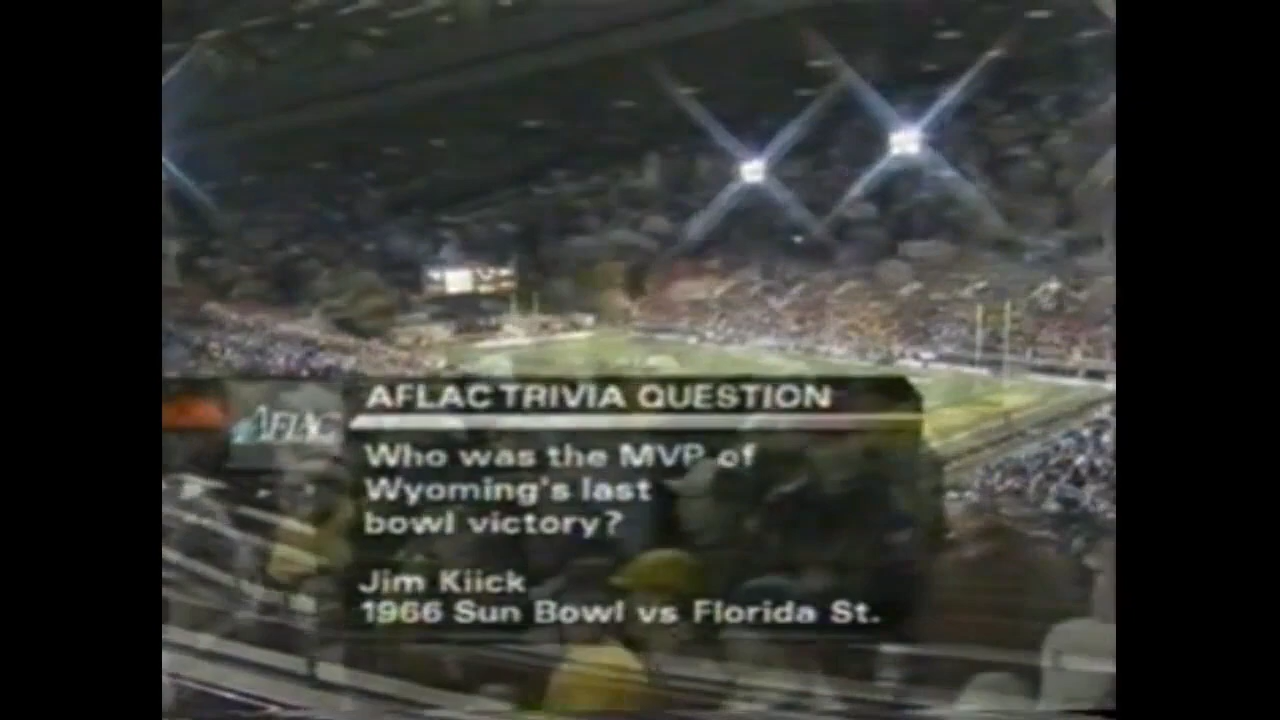 AFLAC TRIVIA QUESTION
AFLAC
Who was the MVP of
Wyoming's last
bowl victory?
Jim Kiick
1966 Sun Bowl vs Florida St.